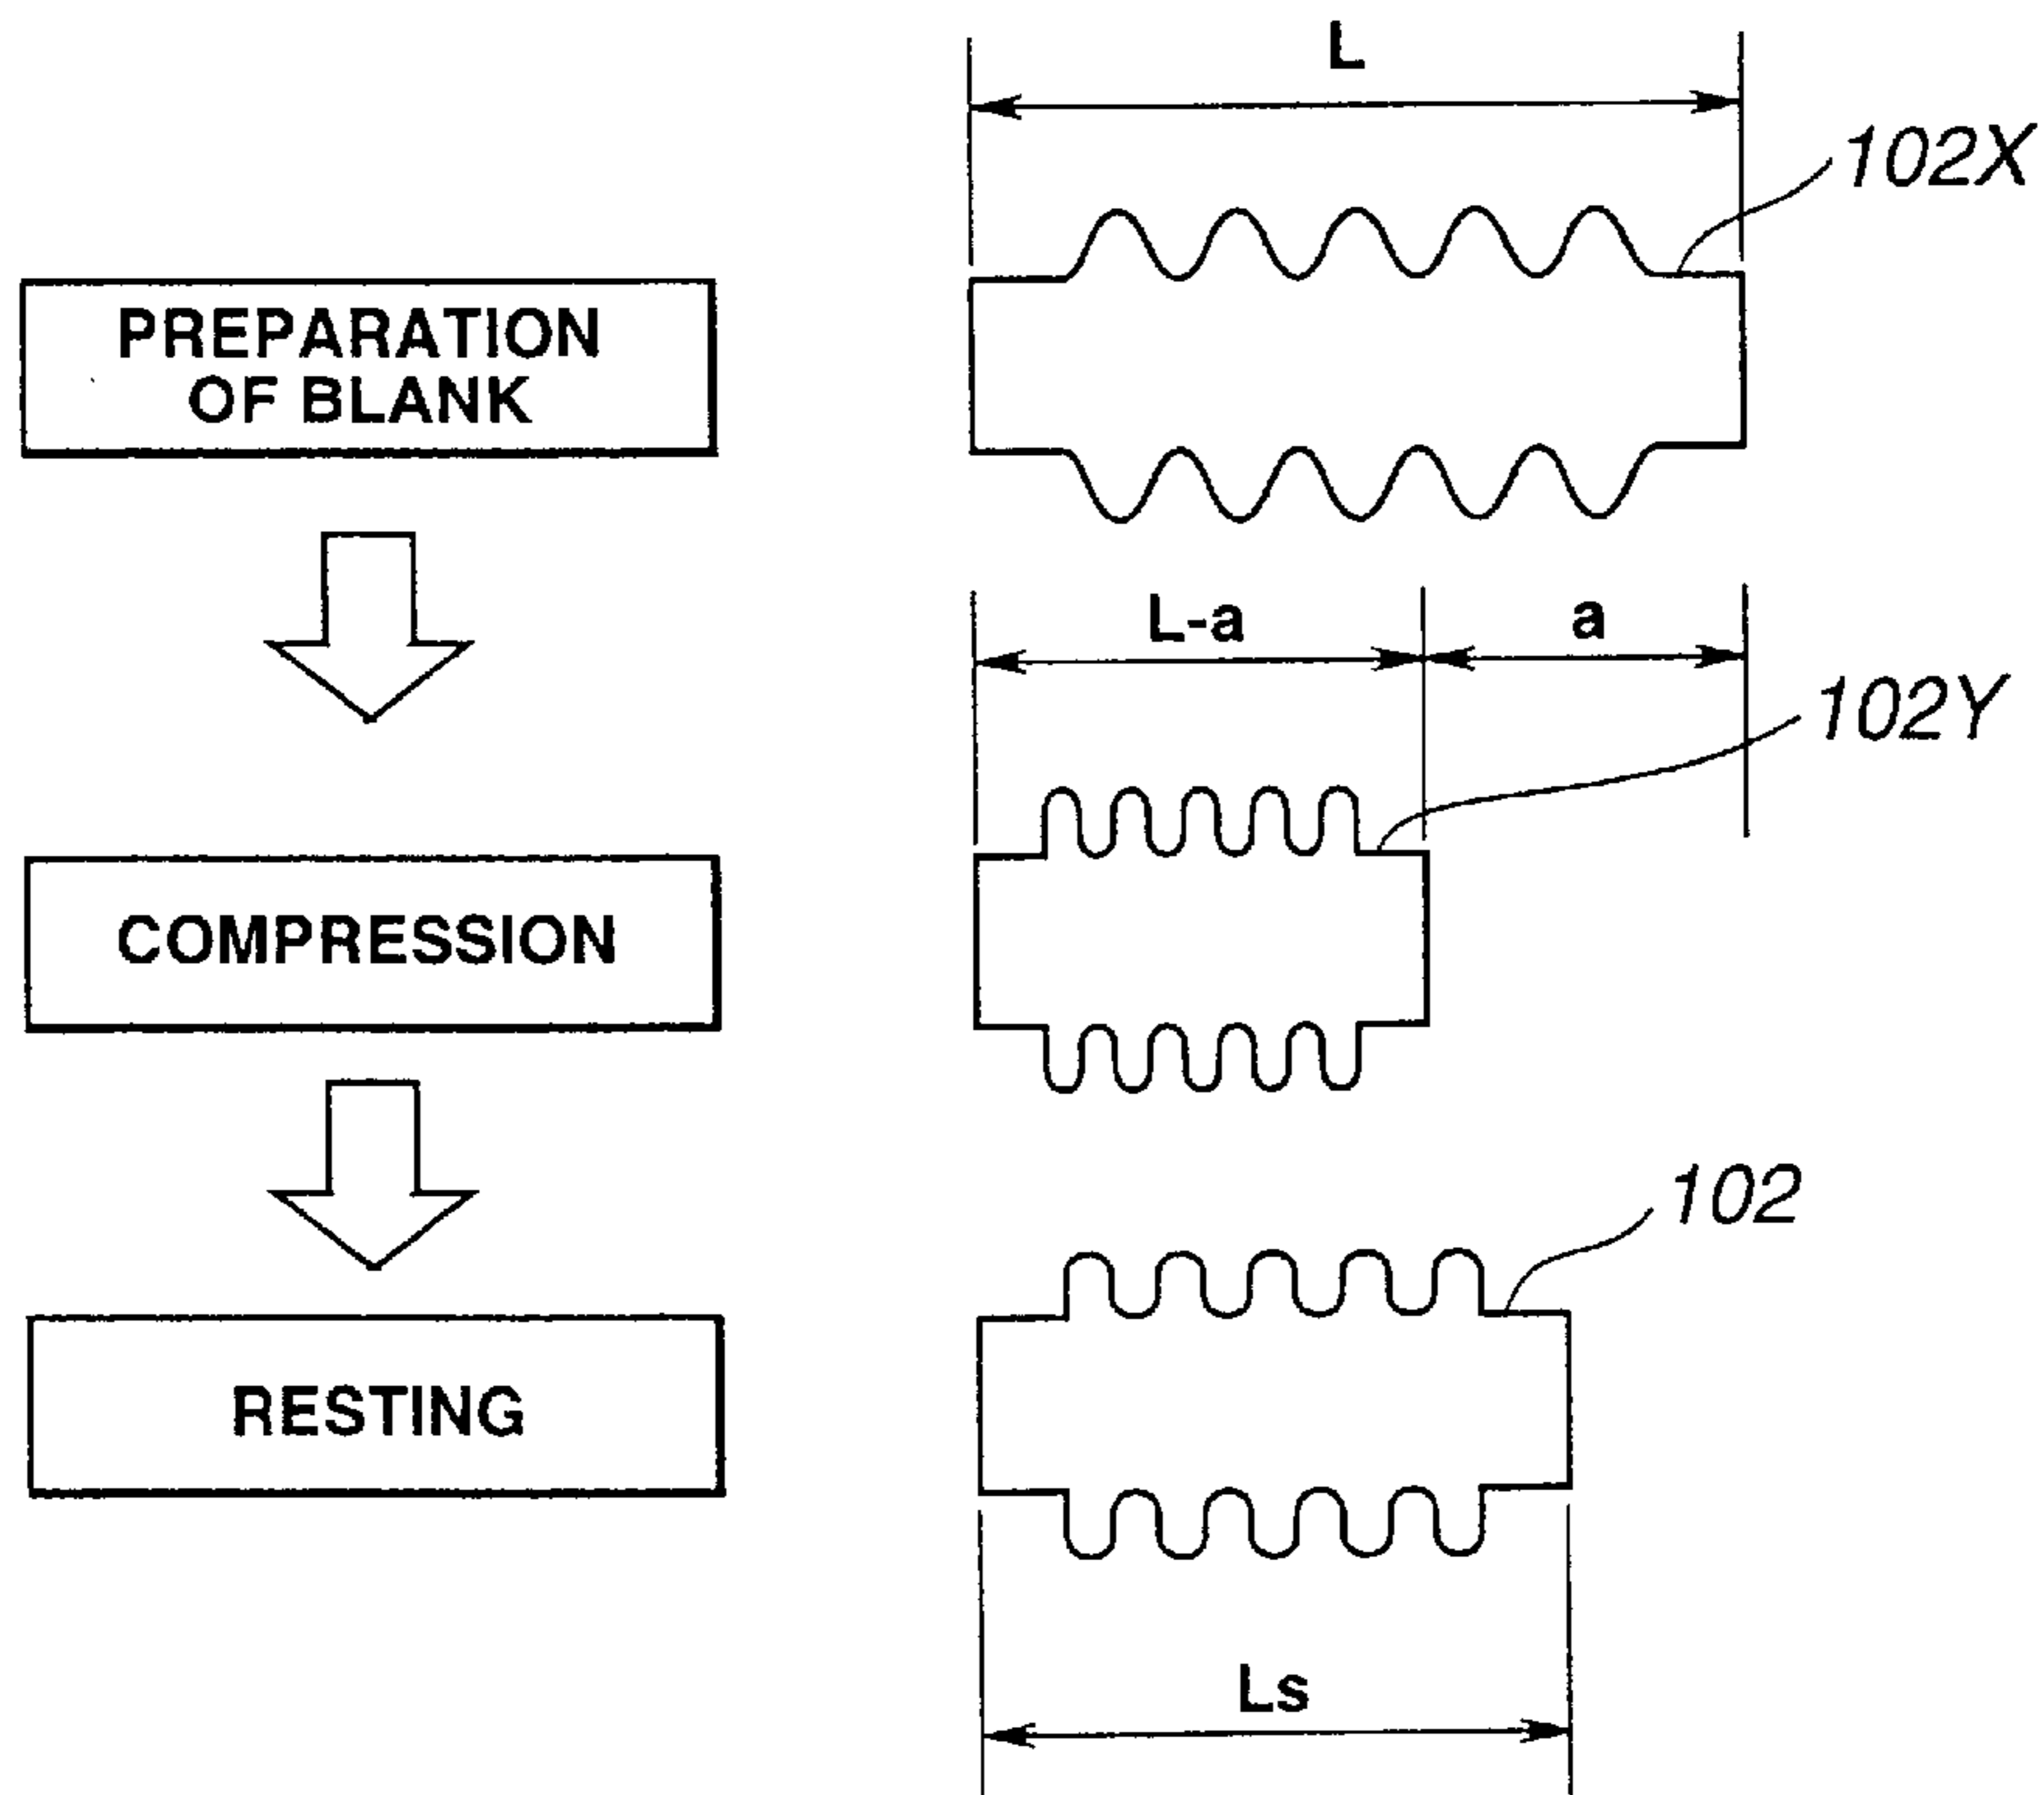 L
102X
PREPARATION
OF BLANK
L-a
a
102Y
COMPRESSION
102
RESTING
Ls